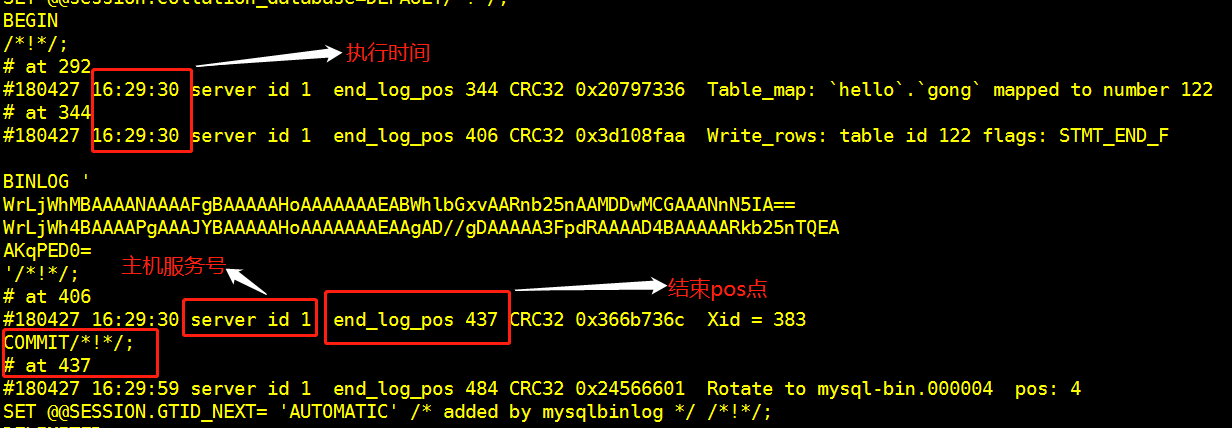 SET @@SESSION.collation_database=DEFAULT/*!*/;
BEGIN
/*!*/;
执行时间
# at 292
#180427 16:29:30 server id 1  end_log_pos 344 CRC32 0x20797336  Table_map: `hello`.`gong` mapped to number 122
# at 344
#180427 16:29:30 server id 1  end_log_pos 406 CRC32 0x3d108faa  Write_rows: table id 122 flags: STMT_END_F
BINLOG '
WrLjWhMBAAAANAAAAFgBAAAAAHoAAAAAAAEABWhlbGxvAARnb25nAAMDDwMCGAAANnN5IA==
WrLjWh4BAAAAPgAAAJYBAAAAAHoAAAAAAAEAAgAD//gDAAAAA3FpdRAAAAD4BAAAAARkb25nTQEA
AKqPED0=
'/*!*/;
主机服务号
结束pos点
# at 406
#180427 16:29:30 server id 1  end_log_pos 437 CRC32 0x366b736c  Xid = 383
COMMIT/*!*/;
# at 437
#180427 16:29:59 server id 1  end_log_pos 484 CRC32 0x24566601  Rotate to mysql-bin.000004  pos: 4
SET @@SESSION.GTID_NEXT= 'AUTOMATIC' /* added by mysqlbinlog */ /*!*/;